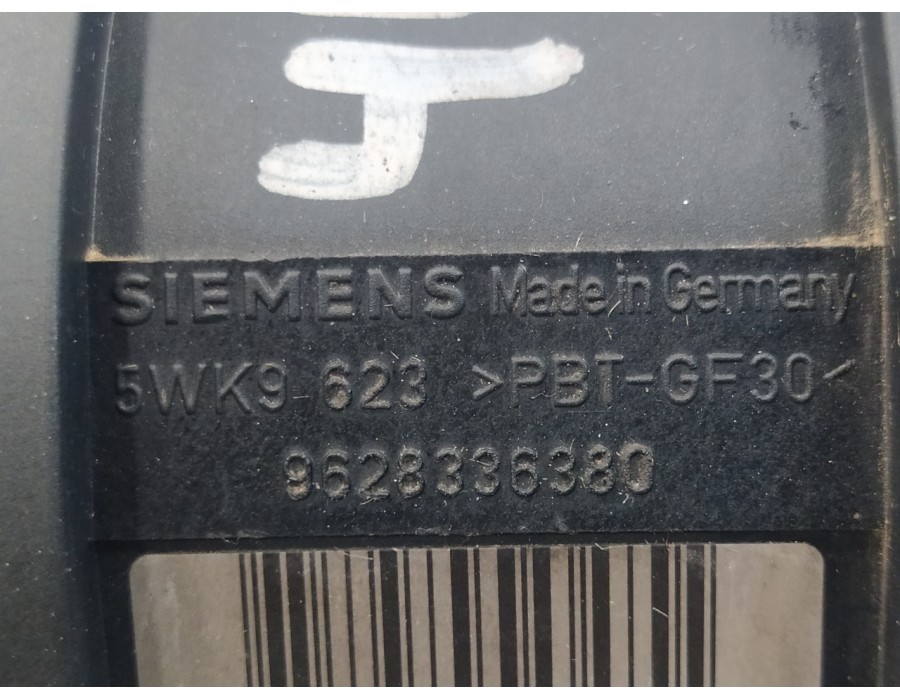 SIEMENS Made in Germany
5WK9 623 >PBT-GF30<
9628336380